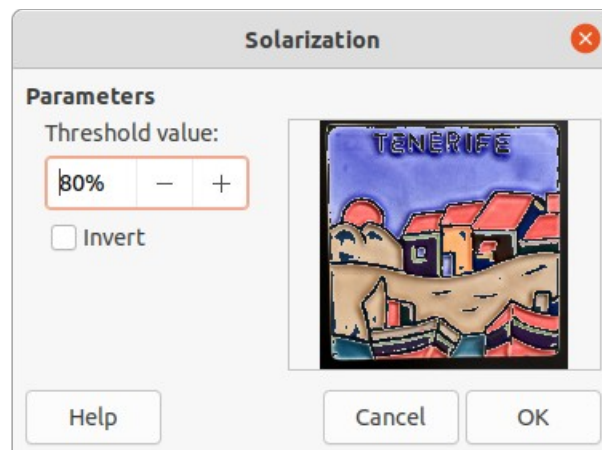 Solarization
Parameters
Threshold value:
80%
Invert
TENERIFE
Help
Cancel
OK